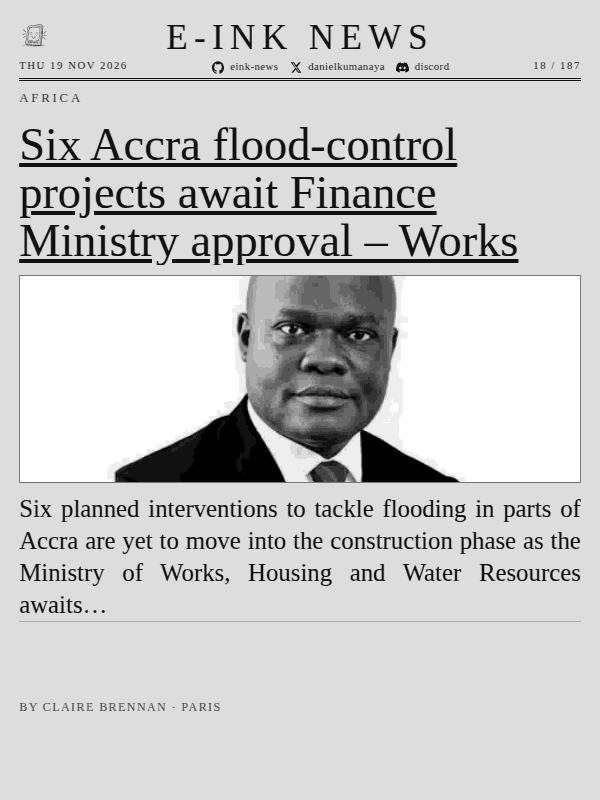 E-INK NEWS
THU 19 NOV 2026
eink-news danielkumanaya discord
18 / 187
AFRICA
Six Accra flood-control
projects await Finance
Ministry approval – Works
Six planned interventions to tackle flooding in parts of
Accra are yet to move into the construction phase as the
Ministry of Works, Housing and Water Resources
awaits…
BY CLAIRE BRENNAN · PARIS